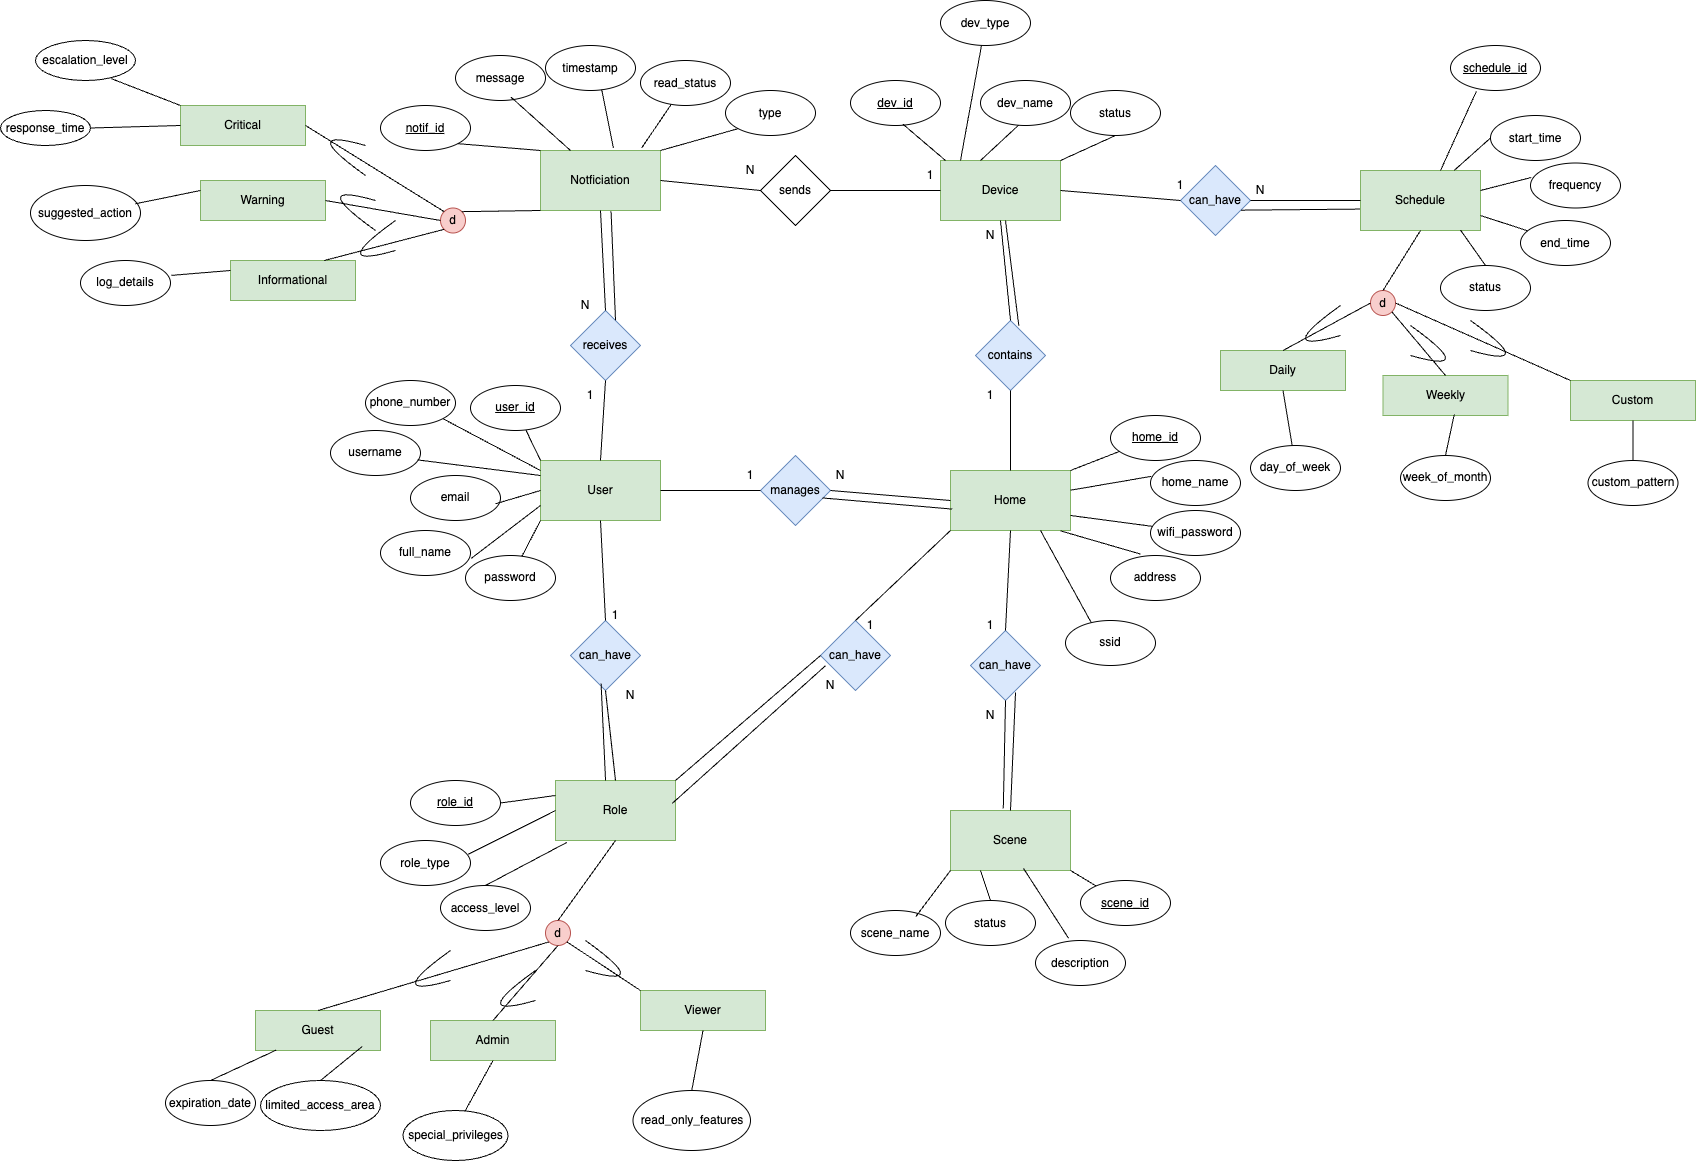 dev_type
escalation_level
message
timestamp
read_status
schedule_id
dev_id
dev_name
status
type
response_time
Critical
notif_id
start_time
Notficiation
N
sends
1
Device
1
can_have
N
Schedule
frequency
Warning
suggested_action
d
end_time
log_details
Informational
N
status
d
N
receives
contains
Daily
Weekly
Custom
1
1
phone_number
user_id
username
home_id
day_of_week
week_of_month
custom_pattern
email
User
1
manages
N
Home
home_name
wifi_password
full_name
password
address
1
1
1
ssid
can_have
can_have
can_have
N
N
N
role_id
Role
Scene
role_type
access_level
scene_name
status
scene_id
description
d
Guest
Admin
Viewer
expiration_date
limited_access_area
special_privileges
read_only_features